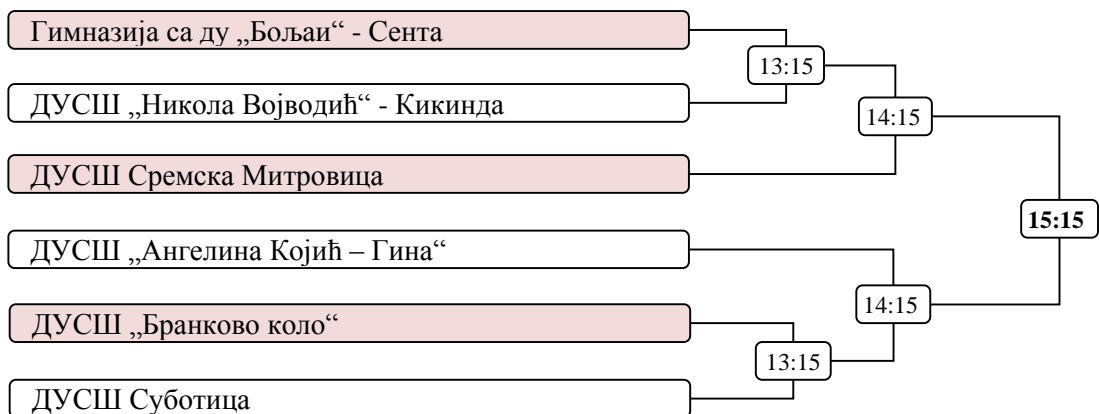 Гимназија са ду „Бољаи“ - Сента
13:15
ДУСШ „Никола Војводић“ - Кикинда
14:15
ДУСШ Сремска Митровица
15:15
ДУСШ „Ангелина Којић – Гина“
14:15
ДУСШ „Бранково коло“
13:15
ДУСШ Суботица